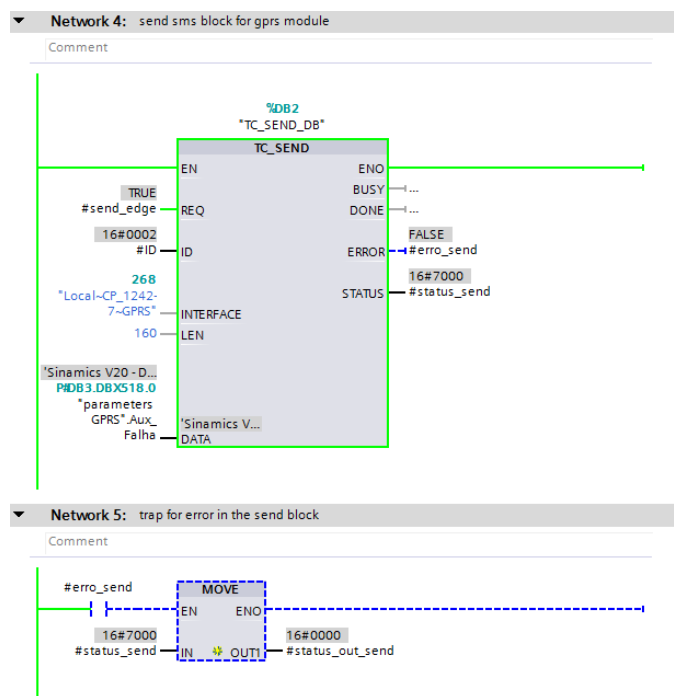 Network 4: send sms block for gprs module
Comment
%DB2
"TC_SEND_DB"
TC_SEND
EN ENO
BUSY ...
TRUE
#send_edge REQ DONE ...
16#0002 FALSE
#ID ID ERROR #erro_send
268 16#7000
"Local~CP_1242- STATUS #status_send
7~GPRS" INTERFACE
160 LEN
'Sinamics V20 - D...
P#DB3.DBX518.0
"parameters
GPRS".Aux_ 'Sinamics V...
Falha DATA
Network 5: trap for error in the send block
Comment
#erro_send MOVE
EN ENO
16#7000 16#0000
#status_send IN OUT1 #status_out_send